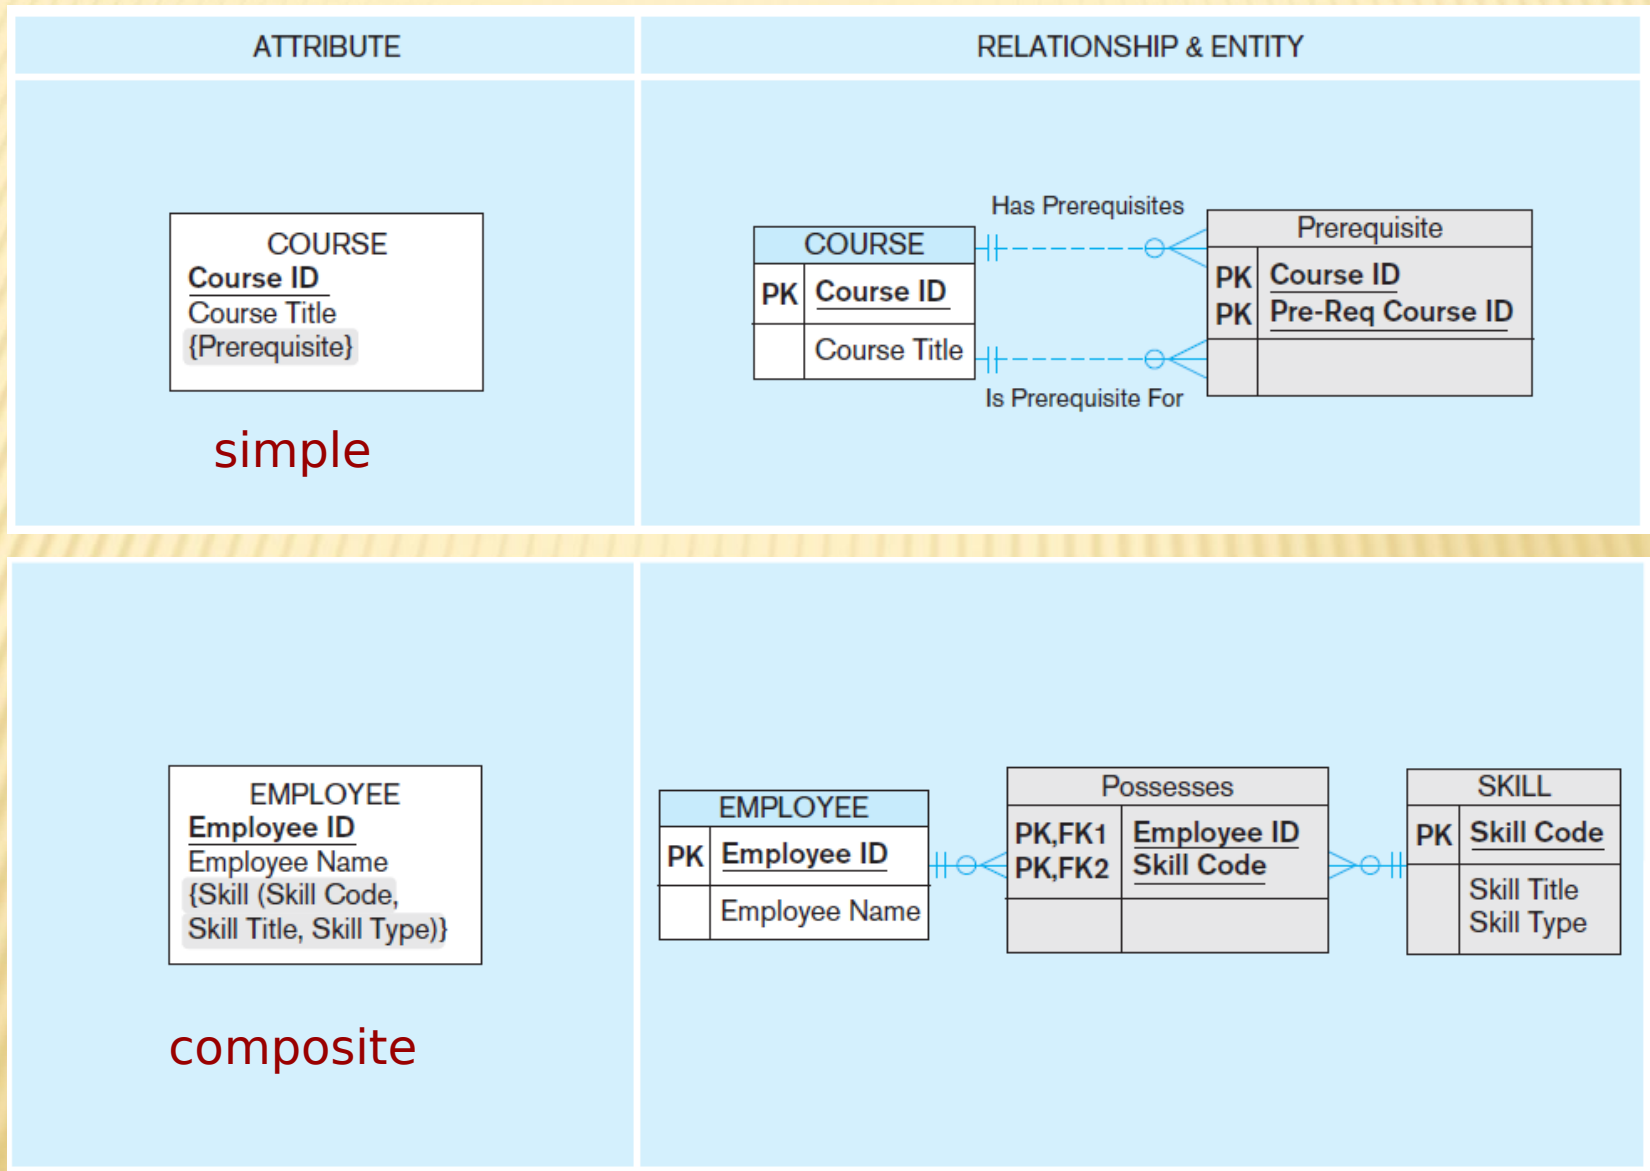 ATTRIBUTE
RELATIONSHIP & ENTITY
COURSE
Course ID
Course Title
{Prerequisite}
simple
Has Prerequisites
COURSE
PK Course ID
Course Title
Is Prerequisite For
Prerequisite
PK Course ID
PK Pre-Req Course ID
EMPLOYEE
Employee ID
Employee Name
{Skill (Skill Code,
Skill Title, Skill Type)}
composite
EMPLOYEE
PK Employee ID
Employee Name
Possesses
PK,FK1 Employee ID
PK,FK2 Skill Code
SKILL
PK Skill Code
Skill Title
Skill Type